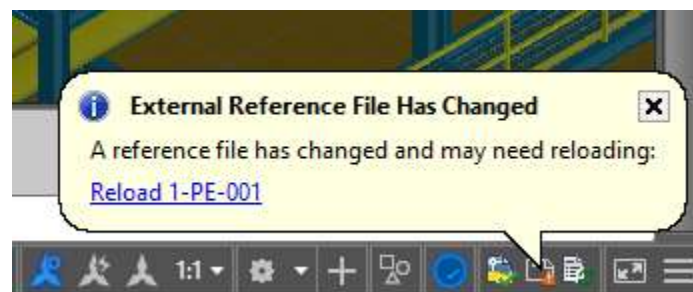 External Reference File Has Changed
A reference file has changed and may need reloading:
Reload 1-PE-001
1:1